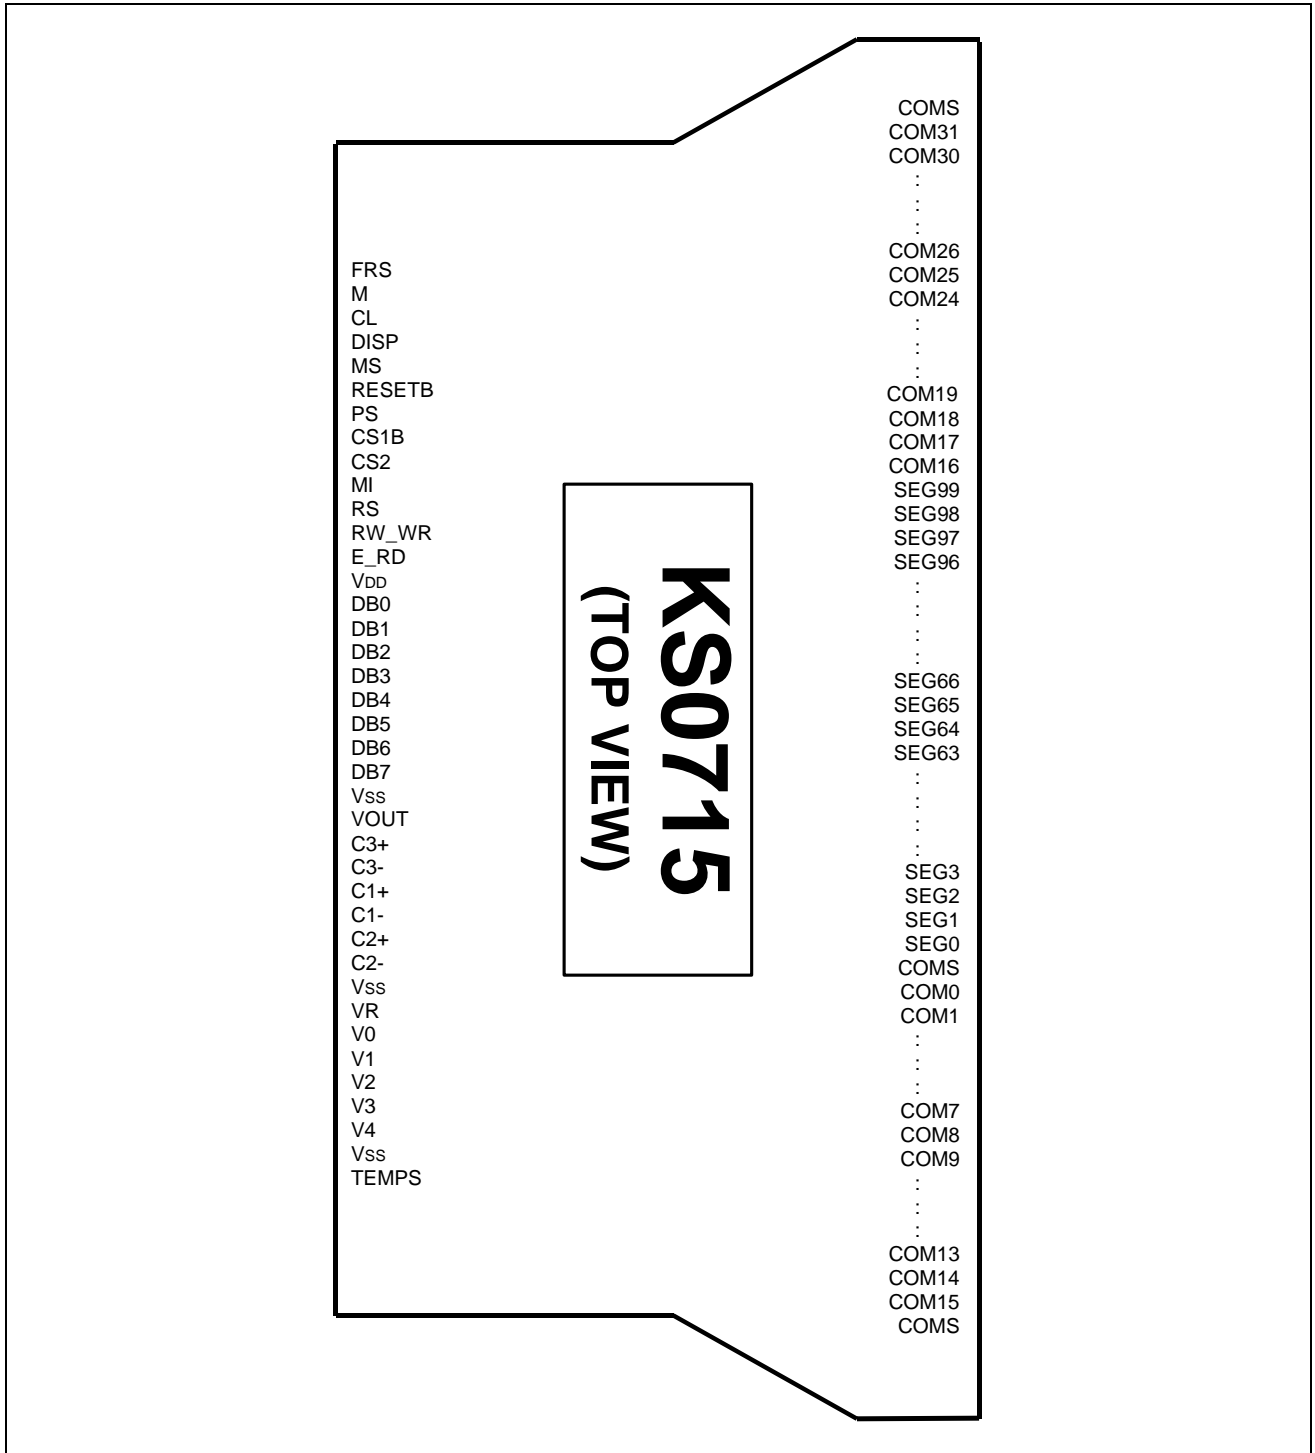 FRS
M
CL
DISP
MS
RESETB
PS
CS1B
CS2
MI
RS
RW_WR
E_RD
VDD
DB0
DB1
DB2
DB3
DB4
DB5
DB6
DB7
VSS
VOUT
C3+
C3-
C1+
C1-
C2+
C2-
VSS
VR
V0
V1
V2
V3
V4
VSS
TEMPS
KS0715
(TOP VIEW)
COMS
COM31
COM30
:
:
:
COM26
COM25
COM24
:
:
:
COM19
COM18
COM17
COM16
SEG99
SEG98
SEG97
SEG96
:
:
:
:
SEG66
SEG65
SEG64
SEG63
:
:
:
:
SEG3
SEG2
SEG1
SEG0
COMS
COM0
COM1
:
:
:
COM7
COM8
COM9
:
:
:
COM13
COM14
COM15
COMS